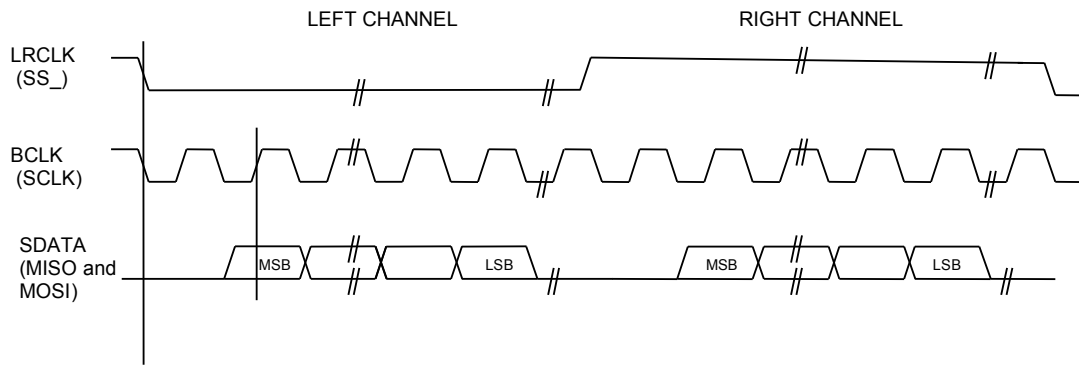 LEFT CHANNEL
RIGHT CHANNEL
LRCLK
(SS_)
BCLK
(SCLK)
SDATA
(MISO and
MOSI)
MSB
LSB
MSB
LSB